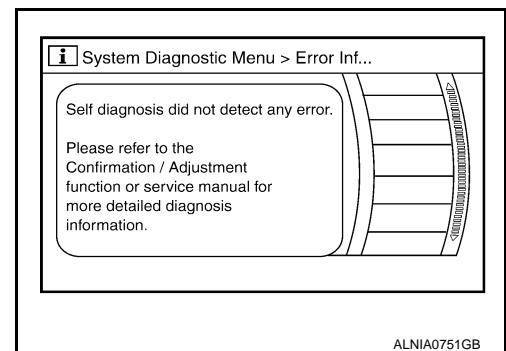 i System Diagnostic Menu > Error Inf...
Self diagnosis did not detect any error.
Please refer to the
Confirmation / Adjustment
function or service manual for
more detailed diagnosis
information.
ALNIA0751GB